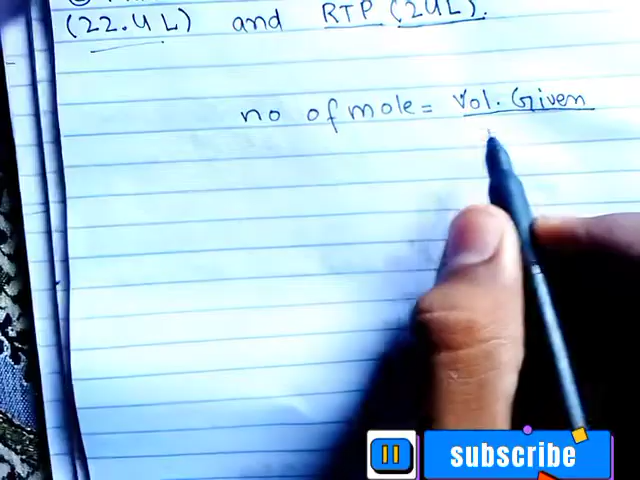 (22.4 L) and RTP (24L).
no of mole = Vol. Given
subscribe